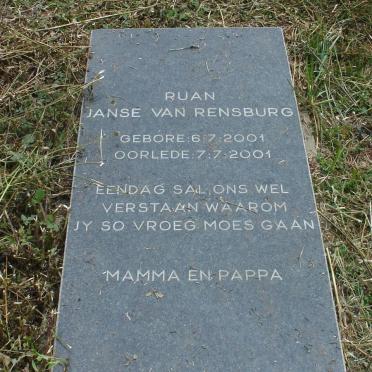 RUAN
JANSE VAN RENSBURG
GEBORE:6·7·2001
OORLEDE:7·7·2001
EENDAG SAL ONS WEL
VERSTAAN WAAROM
JY SO VROEG MOES GAAN
MAMMA EN PAPPA